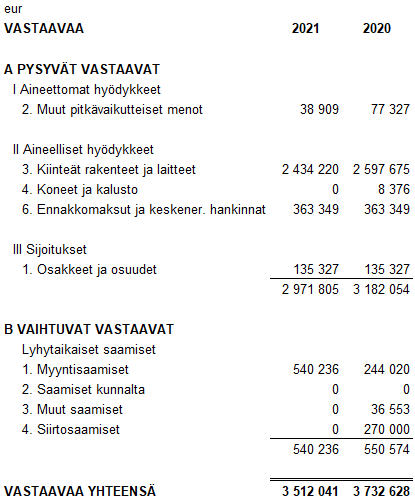 eur
VASTAAVAA 2021 2020
A PYSYVÄT VASTAAVAT
I Aineettomat hyödykkeet
2. Muut pitkävaikutteiset menot 38 909 77 327
II Aineelliset hyödykkeet
3. Kiinteät rakenteet ja laitteet 2 434 220 2 597 675
4. Koneet ja kalusto 0 8 376
6. Ennakkomaksut ja keskener. hankinnat 363 349 363 349
III Sijoitukset
1. Osakkeet ja osuudet 135 327 135 327
2 971 805 3 182 054
B VAIHTUVAT VASTAAVAT
Lyhytaikaiset saamiset
1. Myyntisaamiset 540 236 244 020
2. Saamiset kunnalta 0 0
3. Muut saamiset 0 36 553
4. Siirtosaamiset 0 270 000
540 236 550 574
VASTAAVAA YHTEENSÄ 3 512 041 3 732 628